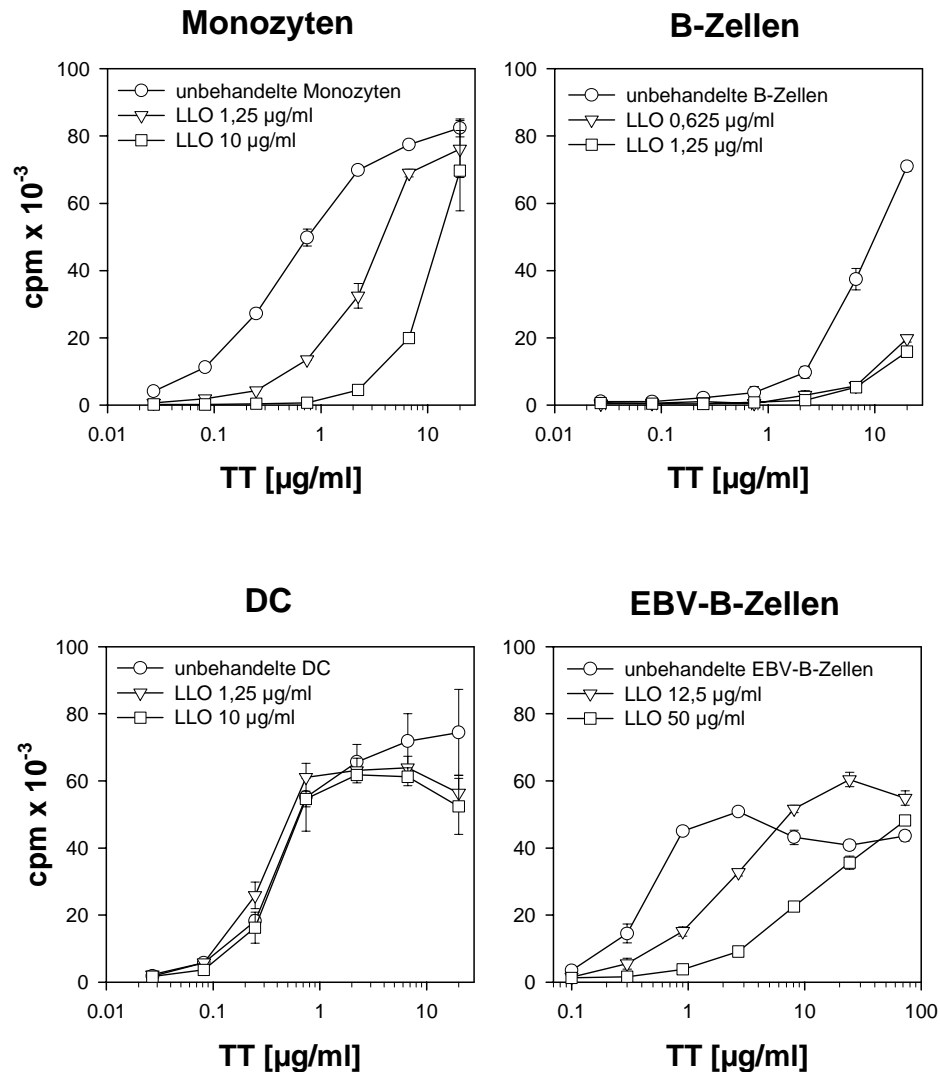 Monozyten
B-Zellen
100
80
60
40
20
0
cpm x 10-3
unbehandelte Monozyten
LLO 1,25 µg/ml
LLO 10 µg/ml
0.01
0.1
1
10
TT [µg/ml]
100
80
60
40
20
0
unbehandelte B-Zellen
LLO 0,625 µg/ml
LLO 1,25 µg/ml
0.01
0.1
1
10
TT [µg/ml]
DC
EBV-B-Zellen
100
80
60
40
20
0
cpm x 10-3
unbehandelte DC
LLO 1,25 µg/ml
LLO 10 µg/ml
0.01
0.1
1
10
TT [µg/ml]
100
80
60
40
20
0
unbehandelte EBV-B-Zellen
LLO 12,5 µg/ml
LLO 50 µg/ml
0.1
1
10
100
TT [µg/ml]